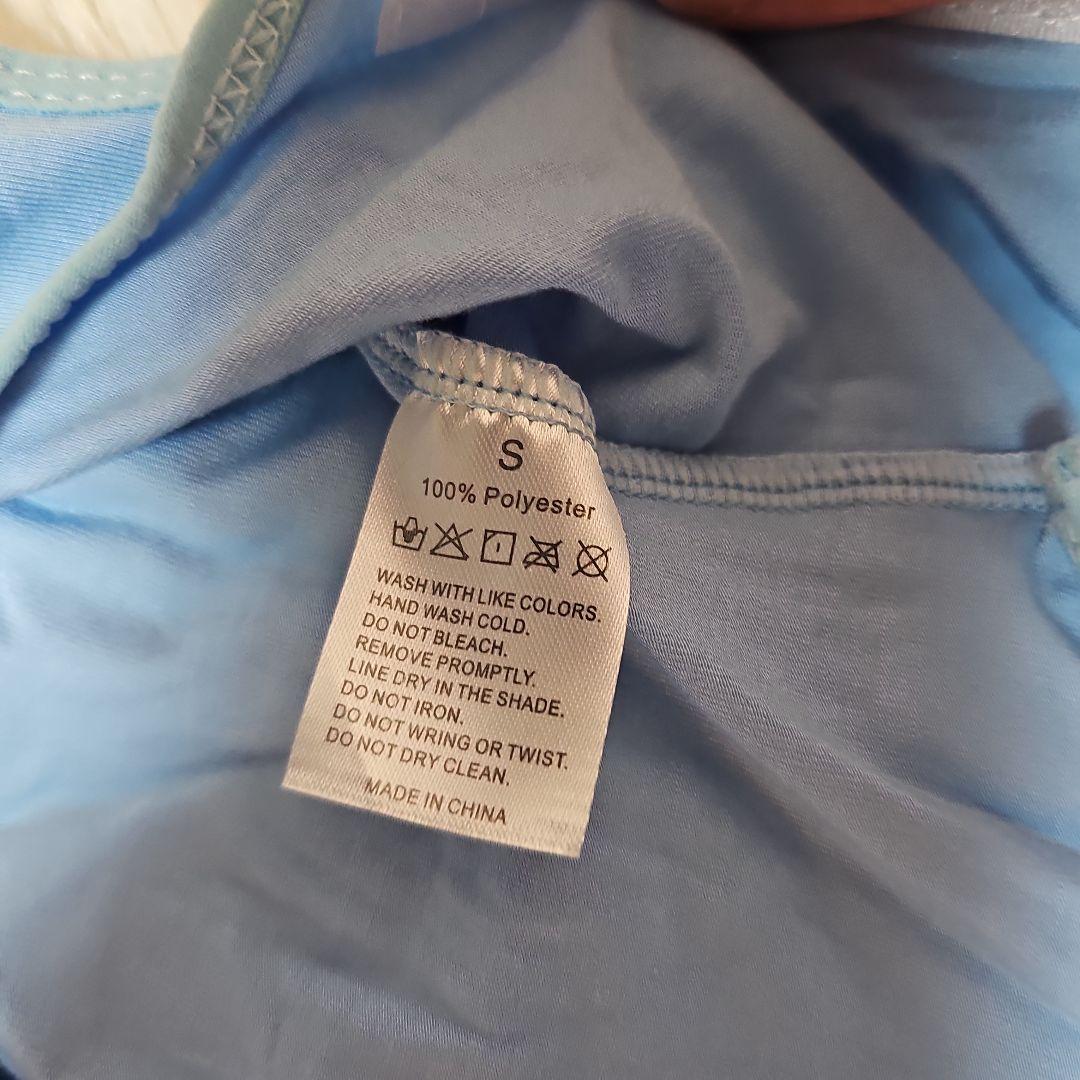 S
100% Polyester
WASH WITH LIKE COLORS.
HAND WASH COLD.
DO NOT BLEACH.
REMOVE PROMPTLY.
LINE DRY IN THE SHADE.
DO NOT IRON.
DO NOT WRING OR TWIST.
DO NOT DRY CLEAN.
MADE IN CHINA